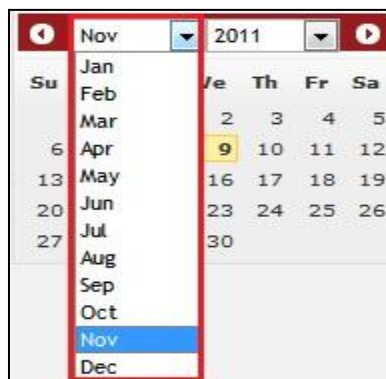 Nov 2011
Su We Th Fr Sa
2 3 4 5
6 9 10 11 12
13 16 17 18 19
20 23 24 25 26
27 30
Jan
Feb
Mar
Apr
May
Jun
Jul
Aug
Sep
Oct
Nov
Dec